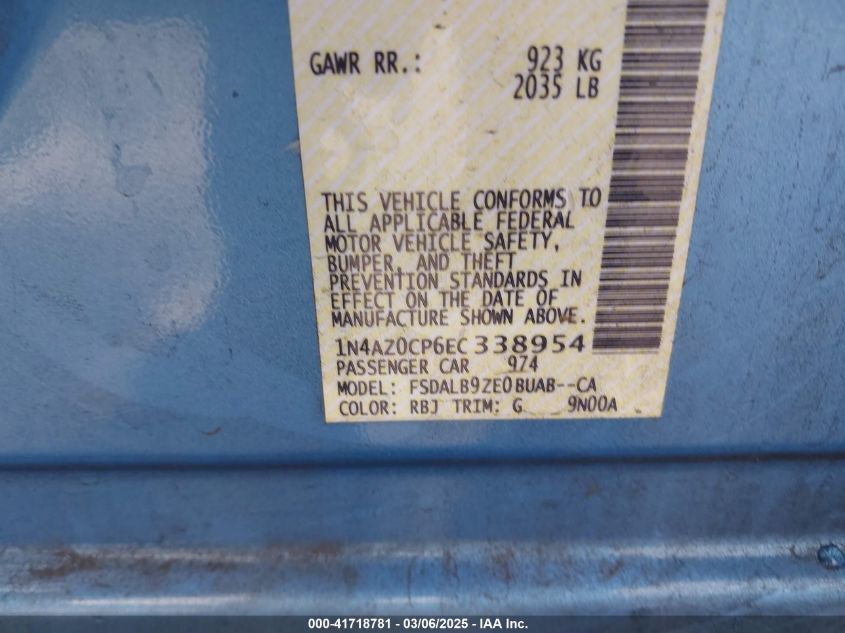 GAWR RR.: 923 KG
2035 LB
THIS VEHICLE CONFORMS TO
ALL APPLICABLE FEDERAL
MOTOR VEHICLE SAFETY,
BUMPER, AND THEFT
PREVENTION STANDARDS IN
EFFECT ON THE DATE OF
MANUFACTURE SHOWN ABOVE.
1N4AZ0CP6EC338954
PASSENGER CAR 974
MODEL: FSDALB9ZE0BUAB--CA
COLOR: RBJ TRIM: G 9N00A
000-41718781 - 03/06/2025 - IAA Inc.